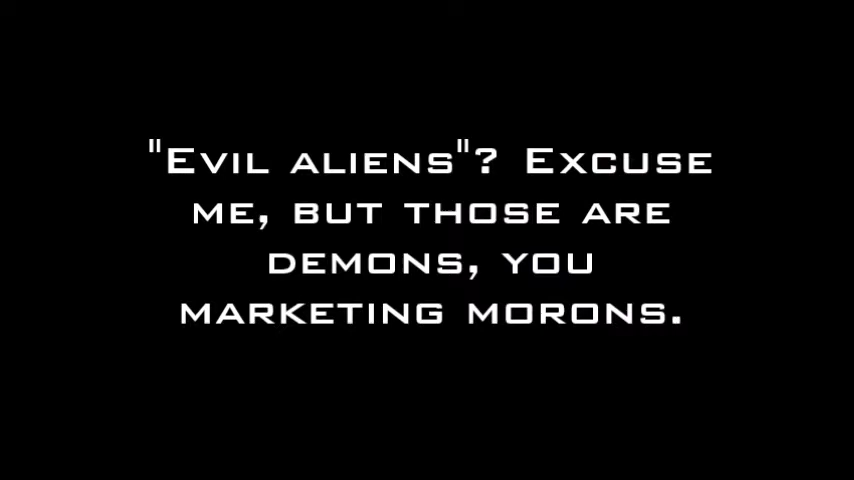 "Evil aliens"? Excuse
me, but those are
demons, you
marketing morons.